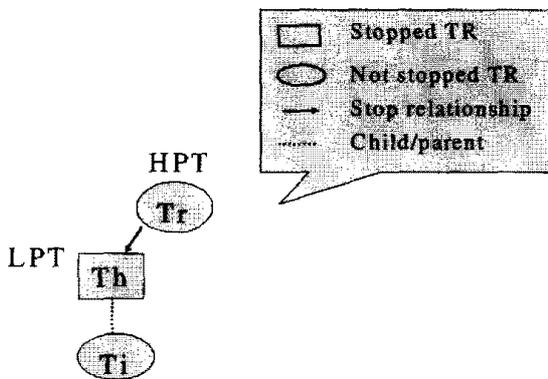 Stopped TR
Not stopped TR
Stop relationship
Child/parent
HPT
Tr
LPT
Th
Ti